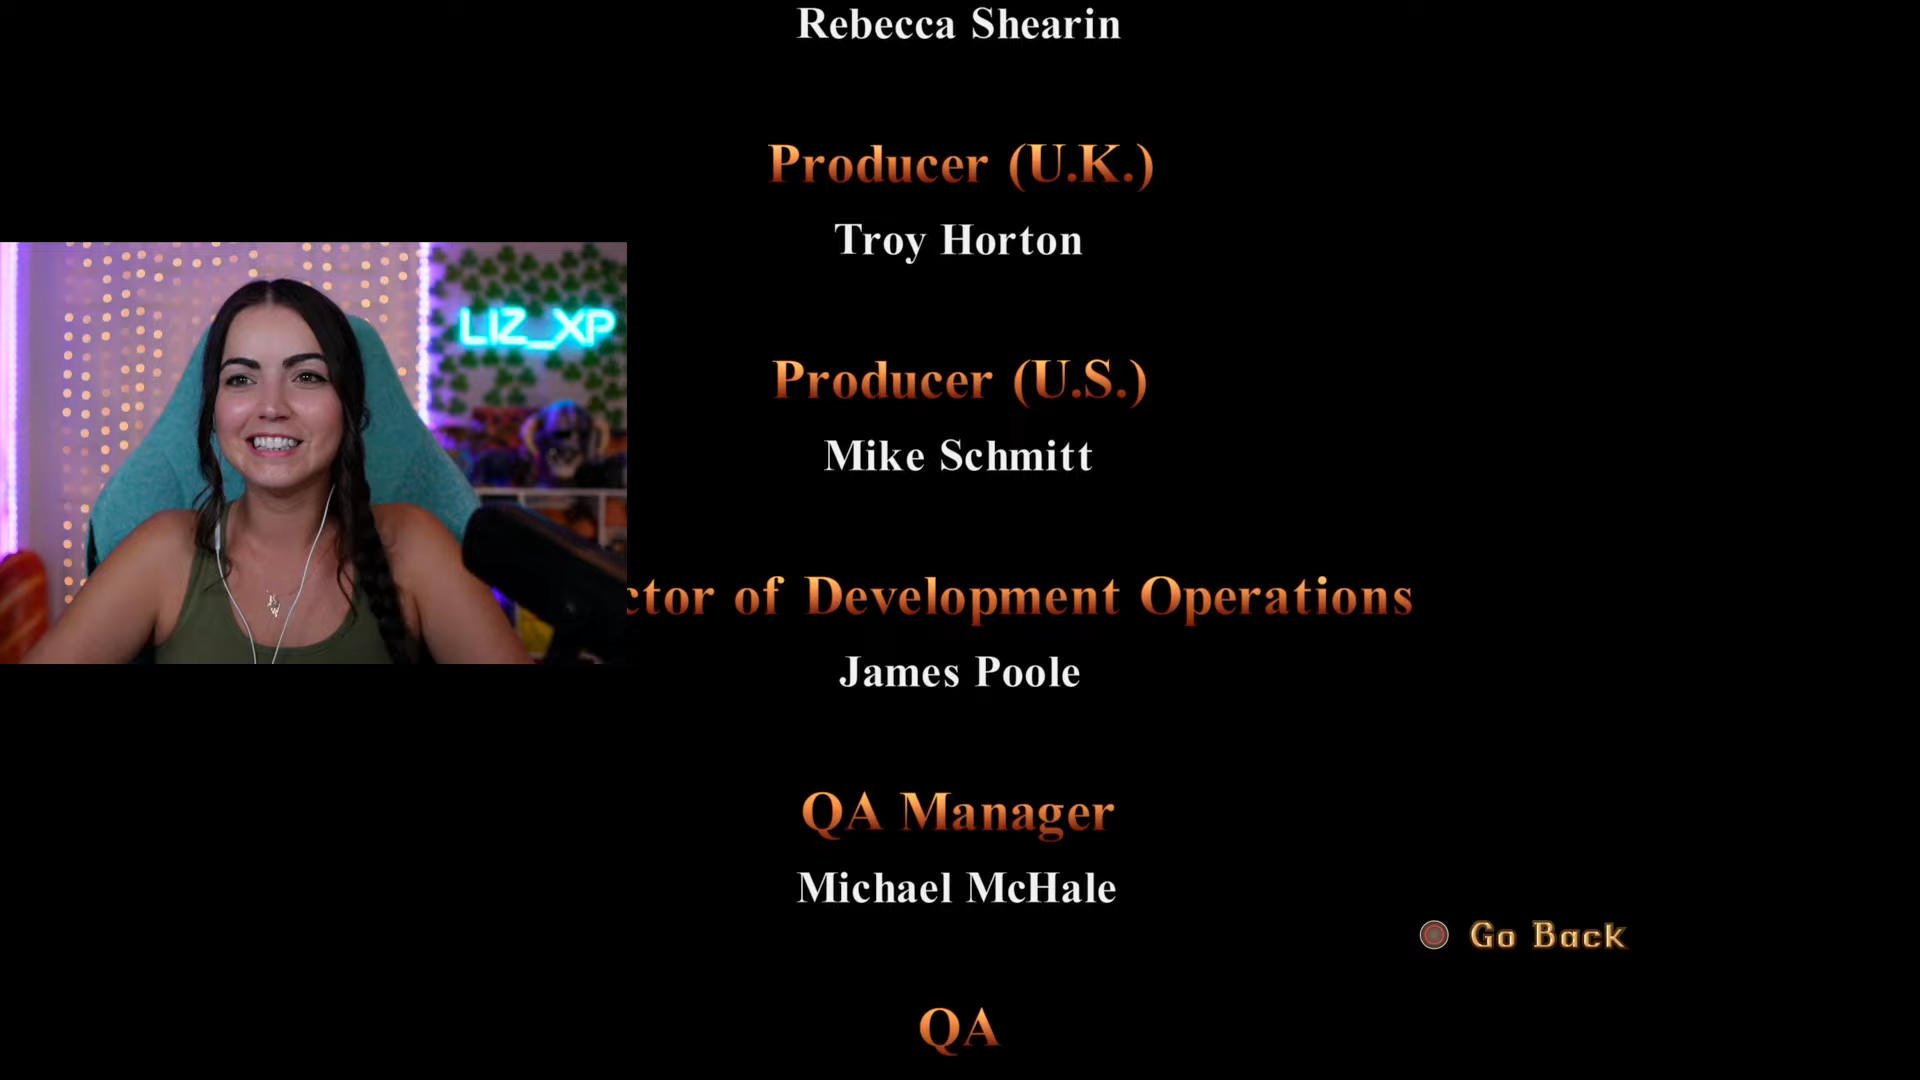 Rebecca Shearin
Producer (U.K.)
Troy Horton
LIZ_XP
Producer (U.S.)
Mike Schmitt
of Development Operations
James Poole
QA Manager
Michael McHale
Go Back
QA